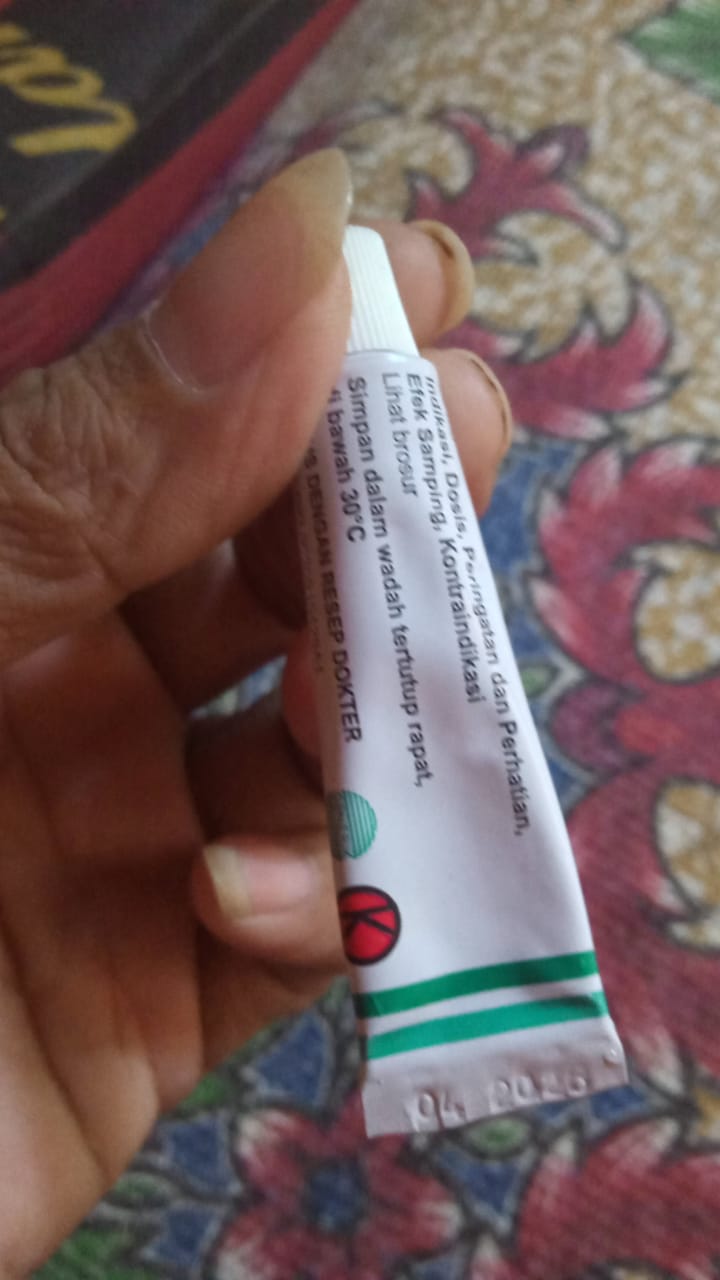 Indikasi, Dosis, Peringatan dan Perhatian,
Efek Samping, Kontraindikasi
Lihat brosur
Simpan dalam wadah tertutup rapat,
di bawah 30°C
DENGAN RESEP DOKTER
K
04 2026